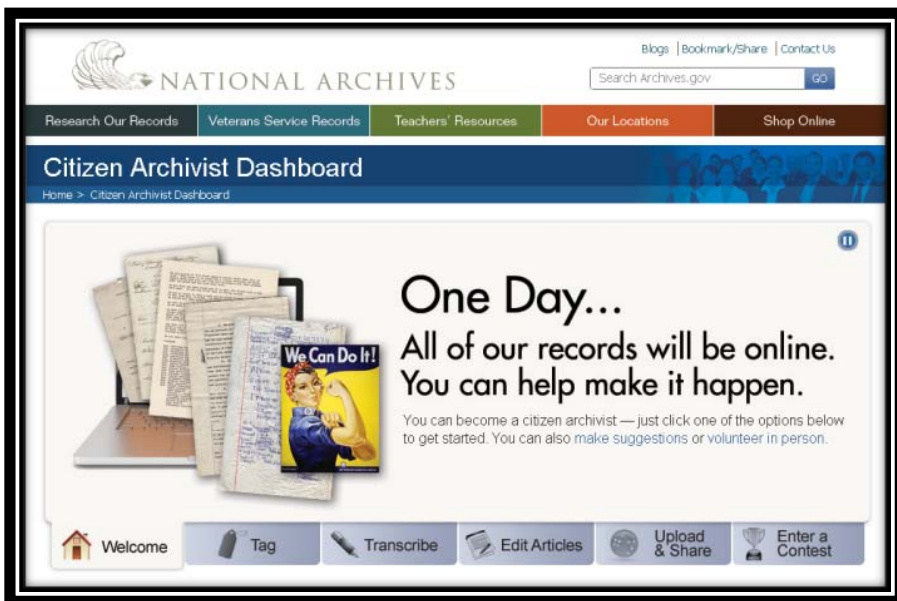 Blogs | Bookmark/Share | Contact Us
NATIONAL ARCHIVES
Search Archives.gov GO
Research Our Records Veterans Service Records Teachers' Resources Our Locations Shop Online
Citizen Archivist Dashboard
Home > Citizen Archivist Dashboard
One Day...
All of our records will be online.
You can help make it happen.
You can become a citizen archivist — just click one of the options below
to get started. You can also make suggestions or volunteer in person.
We Can Do It!
Welcome Tag Transcribe Edit Articles Upload
& Share Enter a
Contest